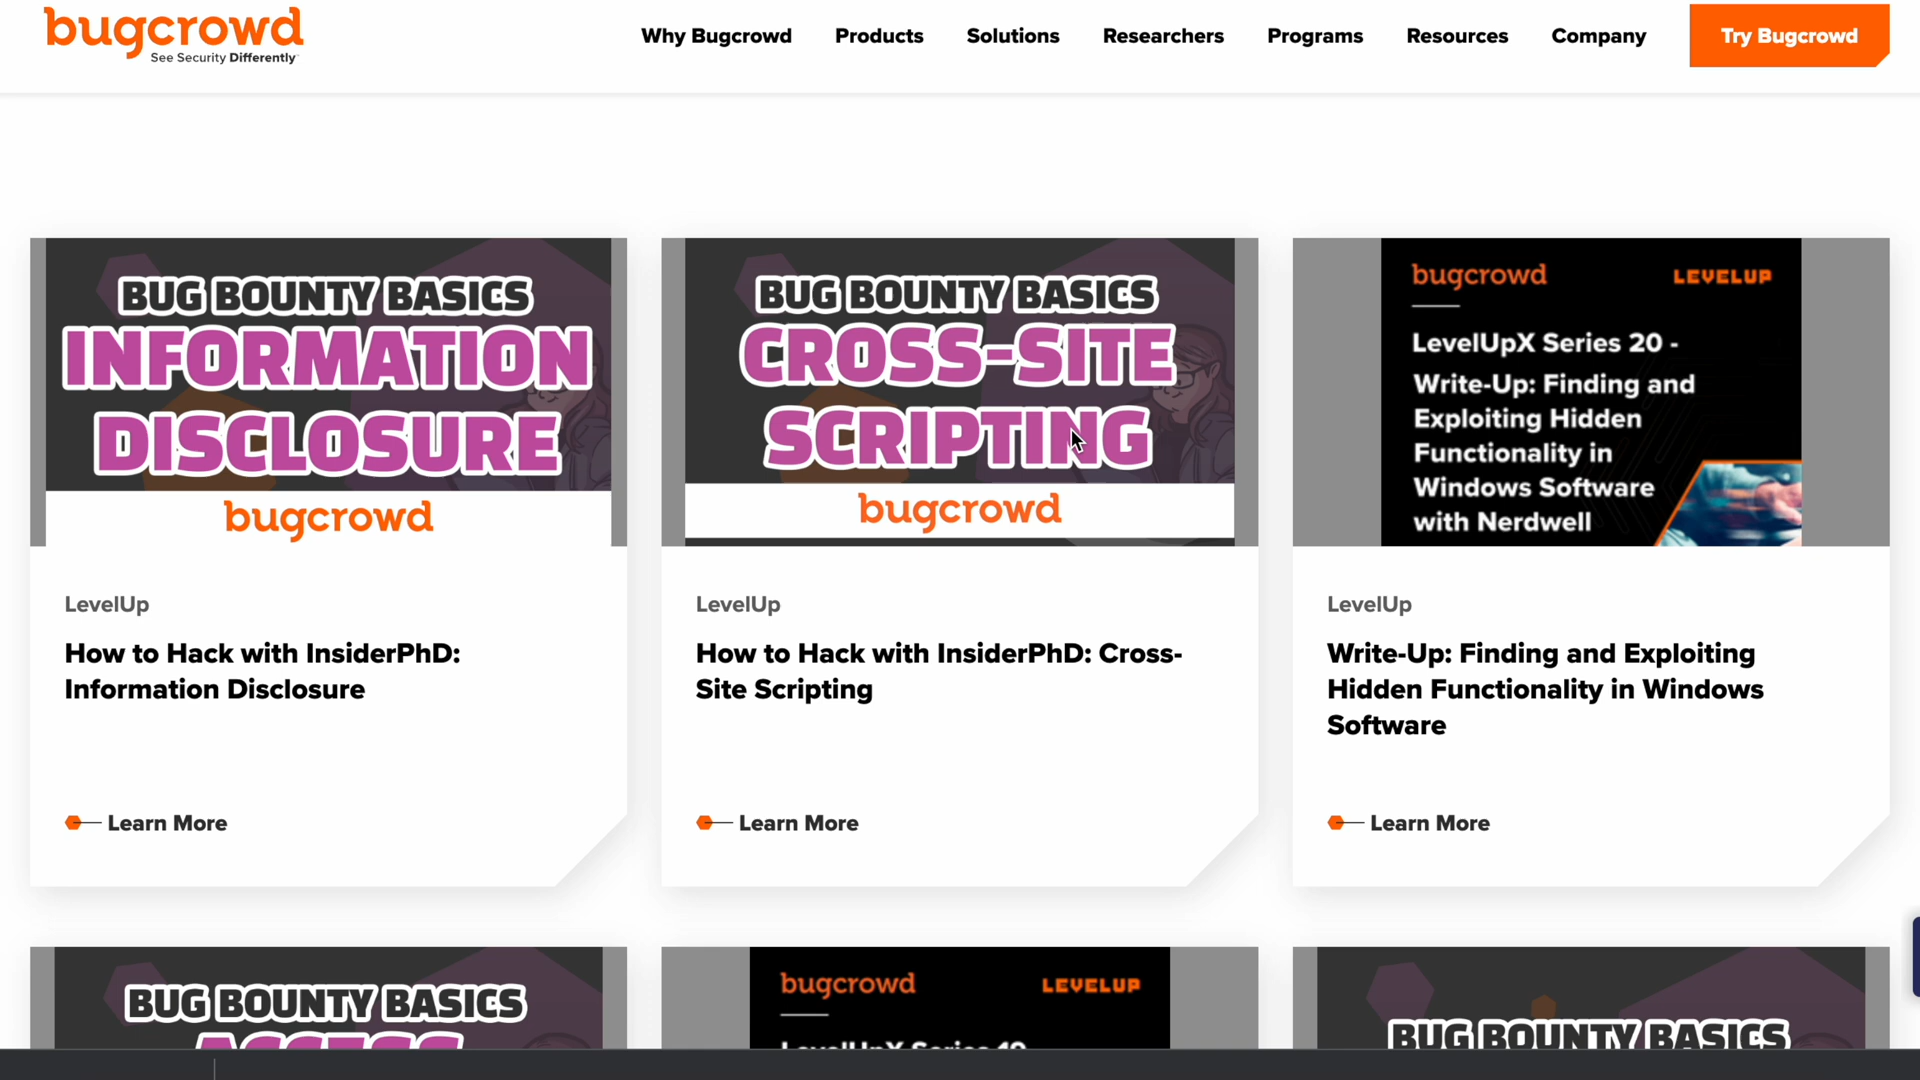 bugcrowd
See Security Differently
Why Bugcrowd
Products
Solutions
Researchers
Programs
Resources
Company
Try Bugcrowd
BUG BOUNTY BASICS
INFORMATION
DISCLOSURE
bugcrowd
LevelUp
How to Hack with InsiderPhD:
Information Disclosure
Learn More
BUG BOUNTY BASICS
CROSS-SITE
SCRIPTING
bugcrowd
LevelUp
How to Hack with InsiderPhD: Cross-
Site Scripting
Learn More
bugcrowd
LEVELUP
LevelUpX Series 20 -
Write-Up: Finding and
Exploiting Hidden
Functionality in
Windows Software
with Nerdwell
LevelUp
Write-Up: Finding and Exploiting
Hidden Functionality in Windows
Software
Learn More
BUG BOUNTY BASICS
ACCESS
bugcrowd
LEVELUP
LevelUpX Series 19
BUG BOUNTY BASICS